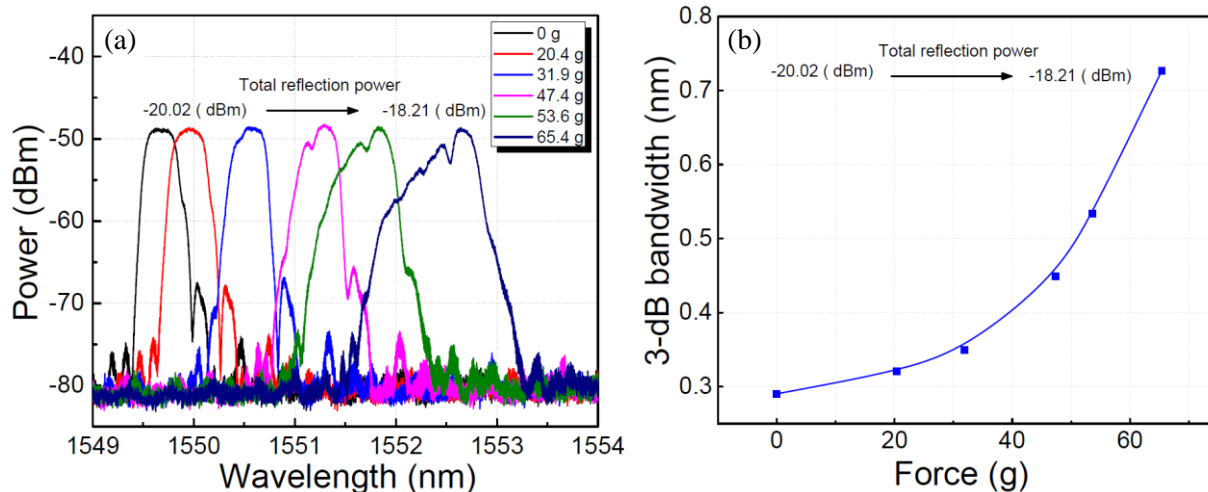 (a)
0 g
20.4 g
31.9 g
47.4 g
53.6 g
65.4 g
Total reflection power
-20.02 ( dBm)
-18.21 ( dBm)
-40
-50
-60
-70
-80
Power (dBm)
1549
1550
1551
1552
1553
1554
Wavelength (nm)
(b)
Total reflection power
-20.02 ( dBm)
-18.21 ( dBm)
0.8
0.7
0.6
0.5
0.4
0.3
3-dB bandwidth (nm)
0
20
40
60
Force (g)